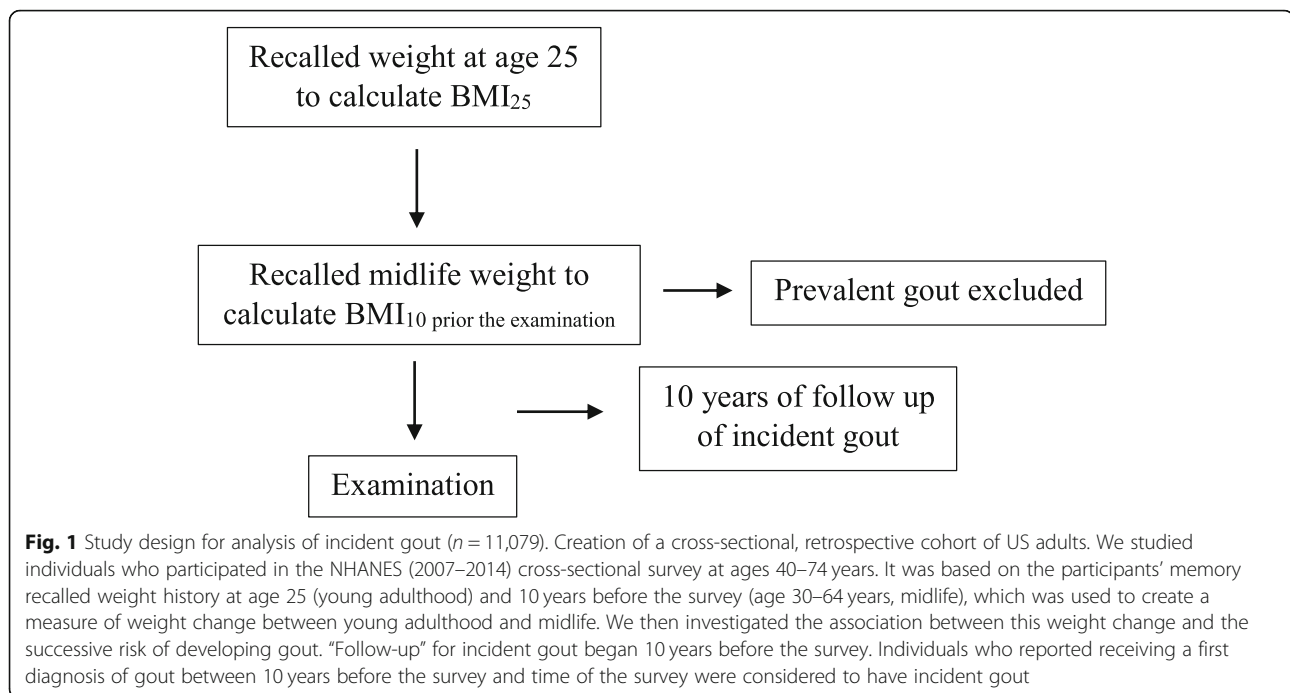 Recalled weight at age 25
to calculate BMI25
Recalled midlife weight to
calculate BMI10 prior the examination
Prevalent gout excluded
10 years of follow up
of incident gout
Examination
Fig. 1 Study design for analysis of incident gout (n = 11,079). Creation of a cross-sectional, retrospective cohort of US adults. We studied
individuals who participated in the NHANES (2007–2014) cross-sectional survey at ages 40–74 years. It was based on the participants’ memory
recalled weight history at age 25 (young adulthood) and 10 years before the survey (age 30–64 years, midlife), which was used to create a
measure of weight change between young adulthood and midlife. We then investigated the association between this weight change and the
successive risk of developing gout. “Follow-up” for incident gout began 10 years before the survey. Individuals who reported receiving a first
diagnosis of gout between 10 years before the survey and time of the survey were considered to have incident gout